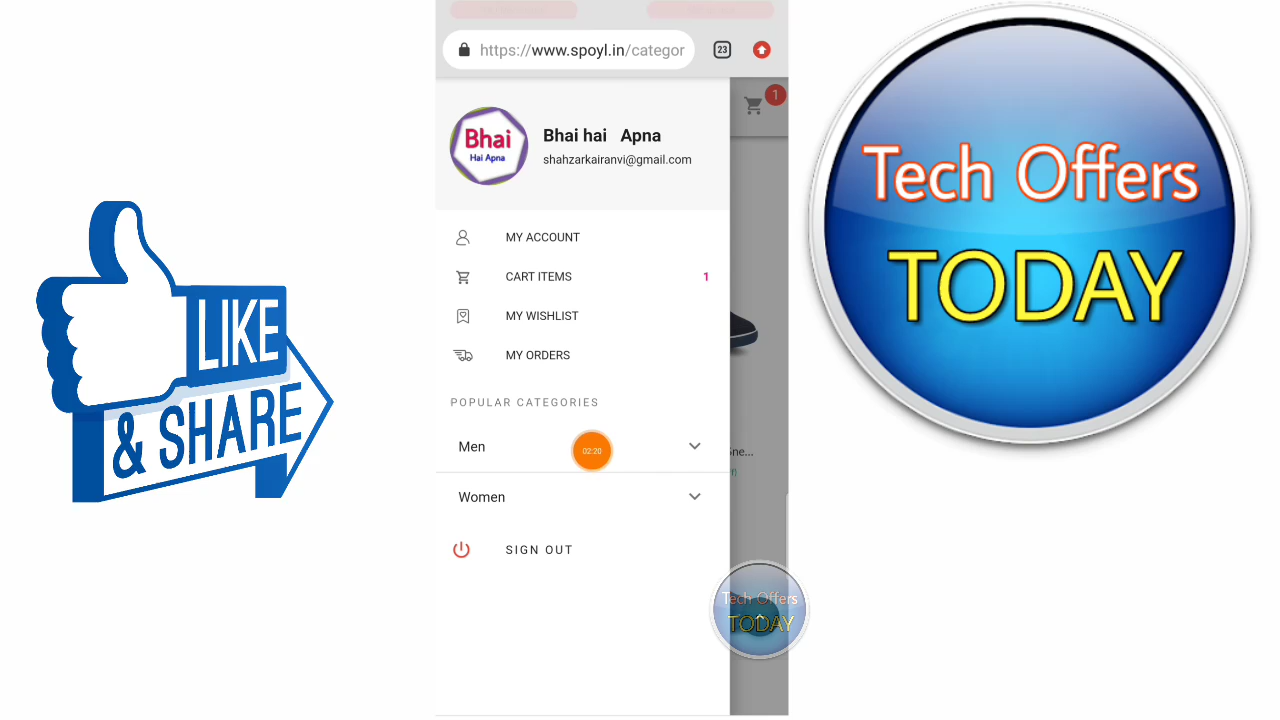 https://www.spoyl.in/categor
23
1
Bhai
Hai Apna
Bhai hai Apna
shahzarkairanvi@gmail.com
MY ACCOUNT
CART ITEMS 1
MY WISHLIST
MY ORDERS
POPULAR CATEGORIES
Men
02:20
Women
SIGN OUT
LIKE
& SHARE
Tech Offers
TODAY
Tech Offers
TODAY